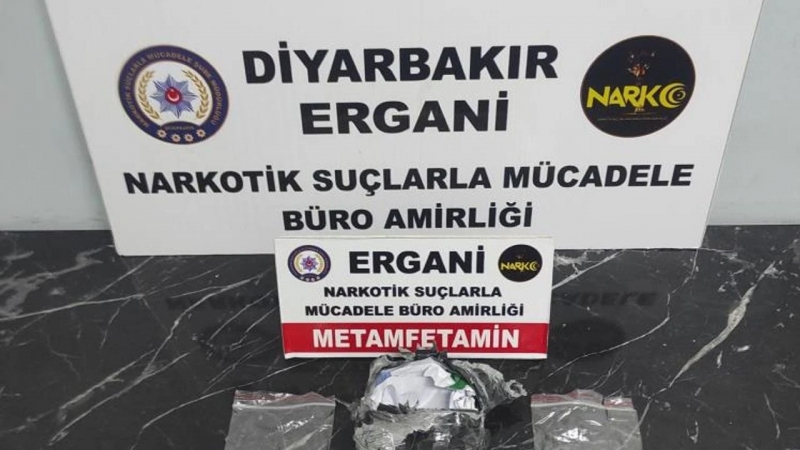 DİYARBAKIR
ERGANİ
NARKO
NARKOTİK SUÇLARLA MÜCADELE
BÜRO AMİRLİĞİ
ERGANİ
NARKO
NARKOTİK SUÇLARLA
MÜCADELE BÜRO AMİRLİĞİ
METAMFETAMİN